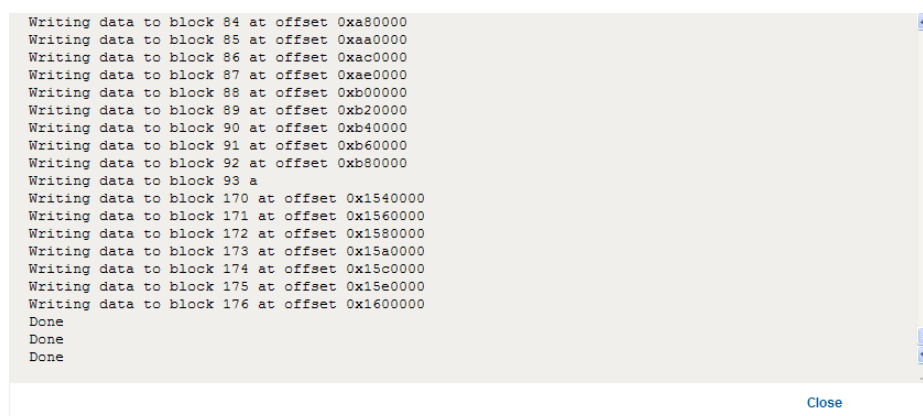 Writing data to block 84 at offset 0xa80000
Writing data to block 85 at offset 0xaa0000
Writing data to block 86 at offset 0xac0000
Writing data to block 87 at offset 0xae0000
Writing data to block 88 at offset 0xb00000
Writing data to block 89 at offset 0xb20000
Writing data to block 90 at offset 0xb40000
Writing data to block 91 at offset 0xb60000
Writing data to block 92 at offset 0xb80000
Writing data to block 93 a
Writing data to block 170 at offset 0x1540000
Writing data to block 171 at offset 0x1560000
Writing data to block 172 at offset 0x1580000
Writing data to block 173 at offset 0x15a0000
Writing data to block 174 at offset 0x15c0000
Writing data to block 175 at offset 0x15e0000
Writing data to block 176 at offset 0x1600000
Done
Done
Done
Close